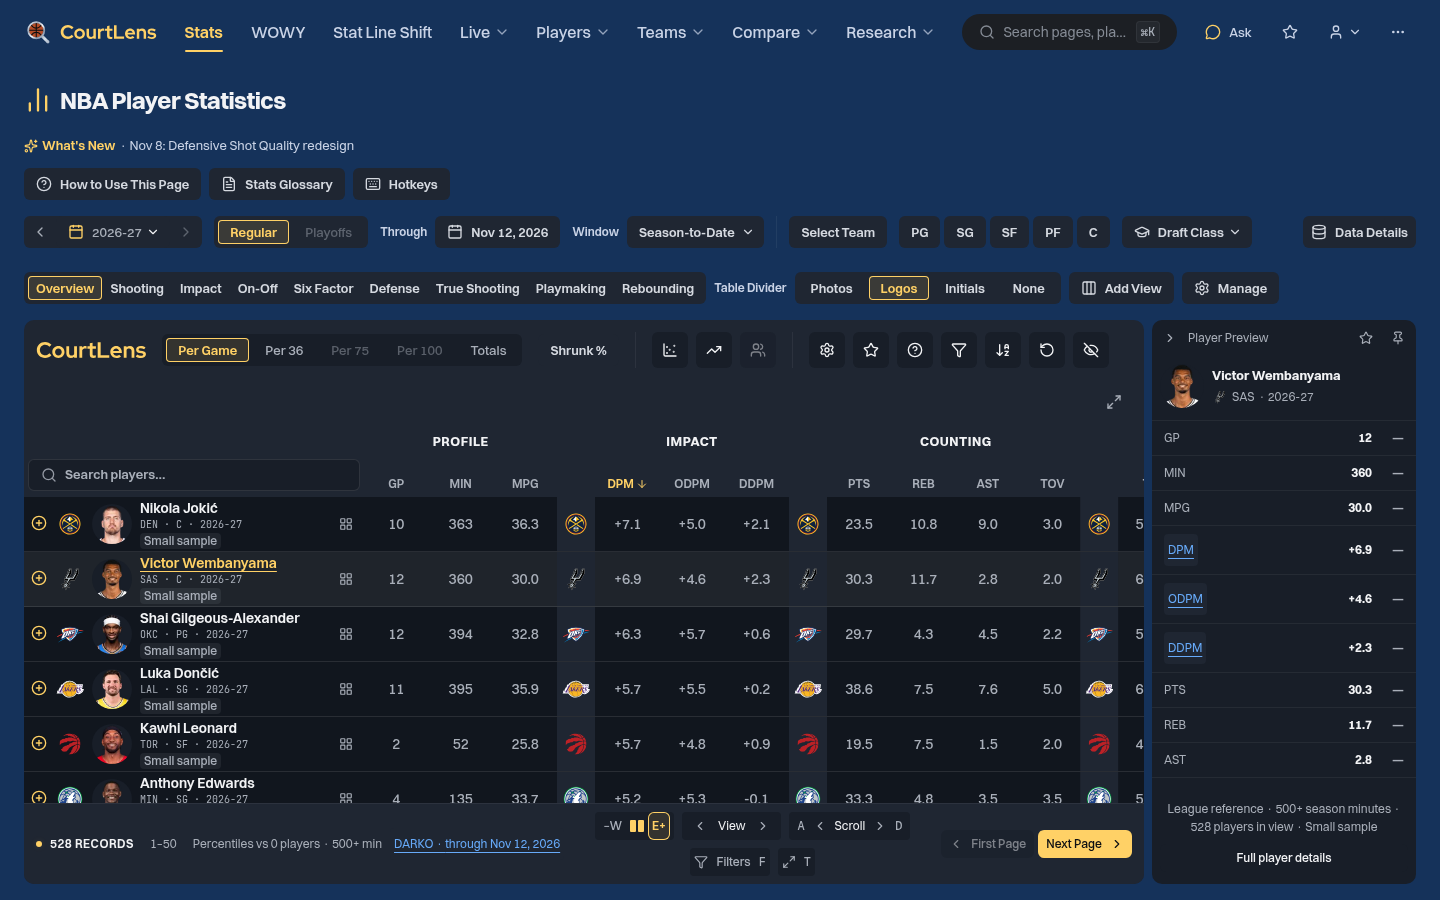 CourtLens Stats WOWY Stat Line Shift Live Players Teams Compare Research Search pages, pla... ⌘K Ask
NBA Player Statistics
What's New · Nov 8: Defensive Shot Quality redesign
How to Use This Page Stats Glossary Hotkeys
2026-27 Regular Playoffs Through Nov 12, 2026 Window Season-to-Date Select Team PG SG SF PF C Draft Class Data Details
Overview Shooting Impact On-Off Six Factor Defense True Shooting Playmaking Rebounding Table Divider Photos Logos Initials None Add View Manage
CourtLens Per Game Per 36 Per 75 Per 100 Totals Shrunk %
PROFILE IMPACT COUNTING
Search players... GP MIN MPG DPM ↓ ODPM DDPM PTS REB AST TOV
Nikola Jokić
DEN · C · 2026-27 10 363 36.3 +7.1 +5.0 +2.1 23.5 10.8 9.0 3.0 5
Small sample
Victor Wembanyama
SAS · C · 2026-27 12 360 30.0 +6.9 +4.6 +2.3 30.3 11.7 2.8 2.0 6
Small sample
Shai Gilgeous-Alexander
OKC · PG · 2026-27 12 394 32.8 +6.3 +5.7 +0.6 29.7 4.3 4.5 2.2 5
Small sample
Luka Dončić
LAL · SG · 2026-27 11 395 35.9 +5.7 +5.5 +0.2 38.6 7.5 7.6 5.0 6
Small sample
Kawhi Leonard
TOR · SF · 2026-27 2 52 25.8 +5.7 +4.8 +0.9 19.5 7.5 1.5 2.0 4
Small sample
Anthony Edwards
MIN · SG · 2026-27 4 135 33.7 +5.2 +5.3 -0.1 33.3 4.8 3.5 3.5 5
528 RECORDS 1–50 Percentiles vs 0 players · 500+ min DARKO · through Nov 12, 2026
–W E+ View A Scroll D
Filters F T
First Page Next Page
Player Preview
Victor Wembanyama
SAS · 2026-27
GP 12 —
MIN 360 —
MPG 30.0 —
DPM +6.9 —
ODPM +4.6 —
DDPM +2.3 —
PTS 30.3 —
REB 11.7 —
AST 2.8 —
League reference · 500+ season minutes ·
528 players in view · Small sample
Full player details